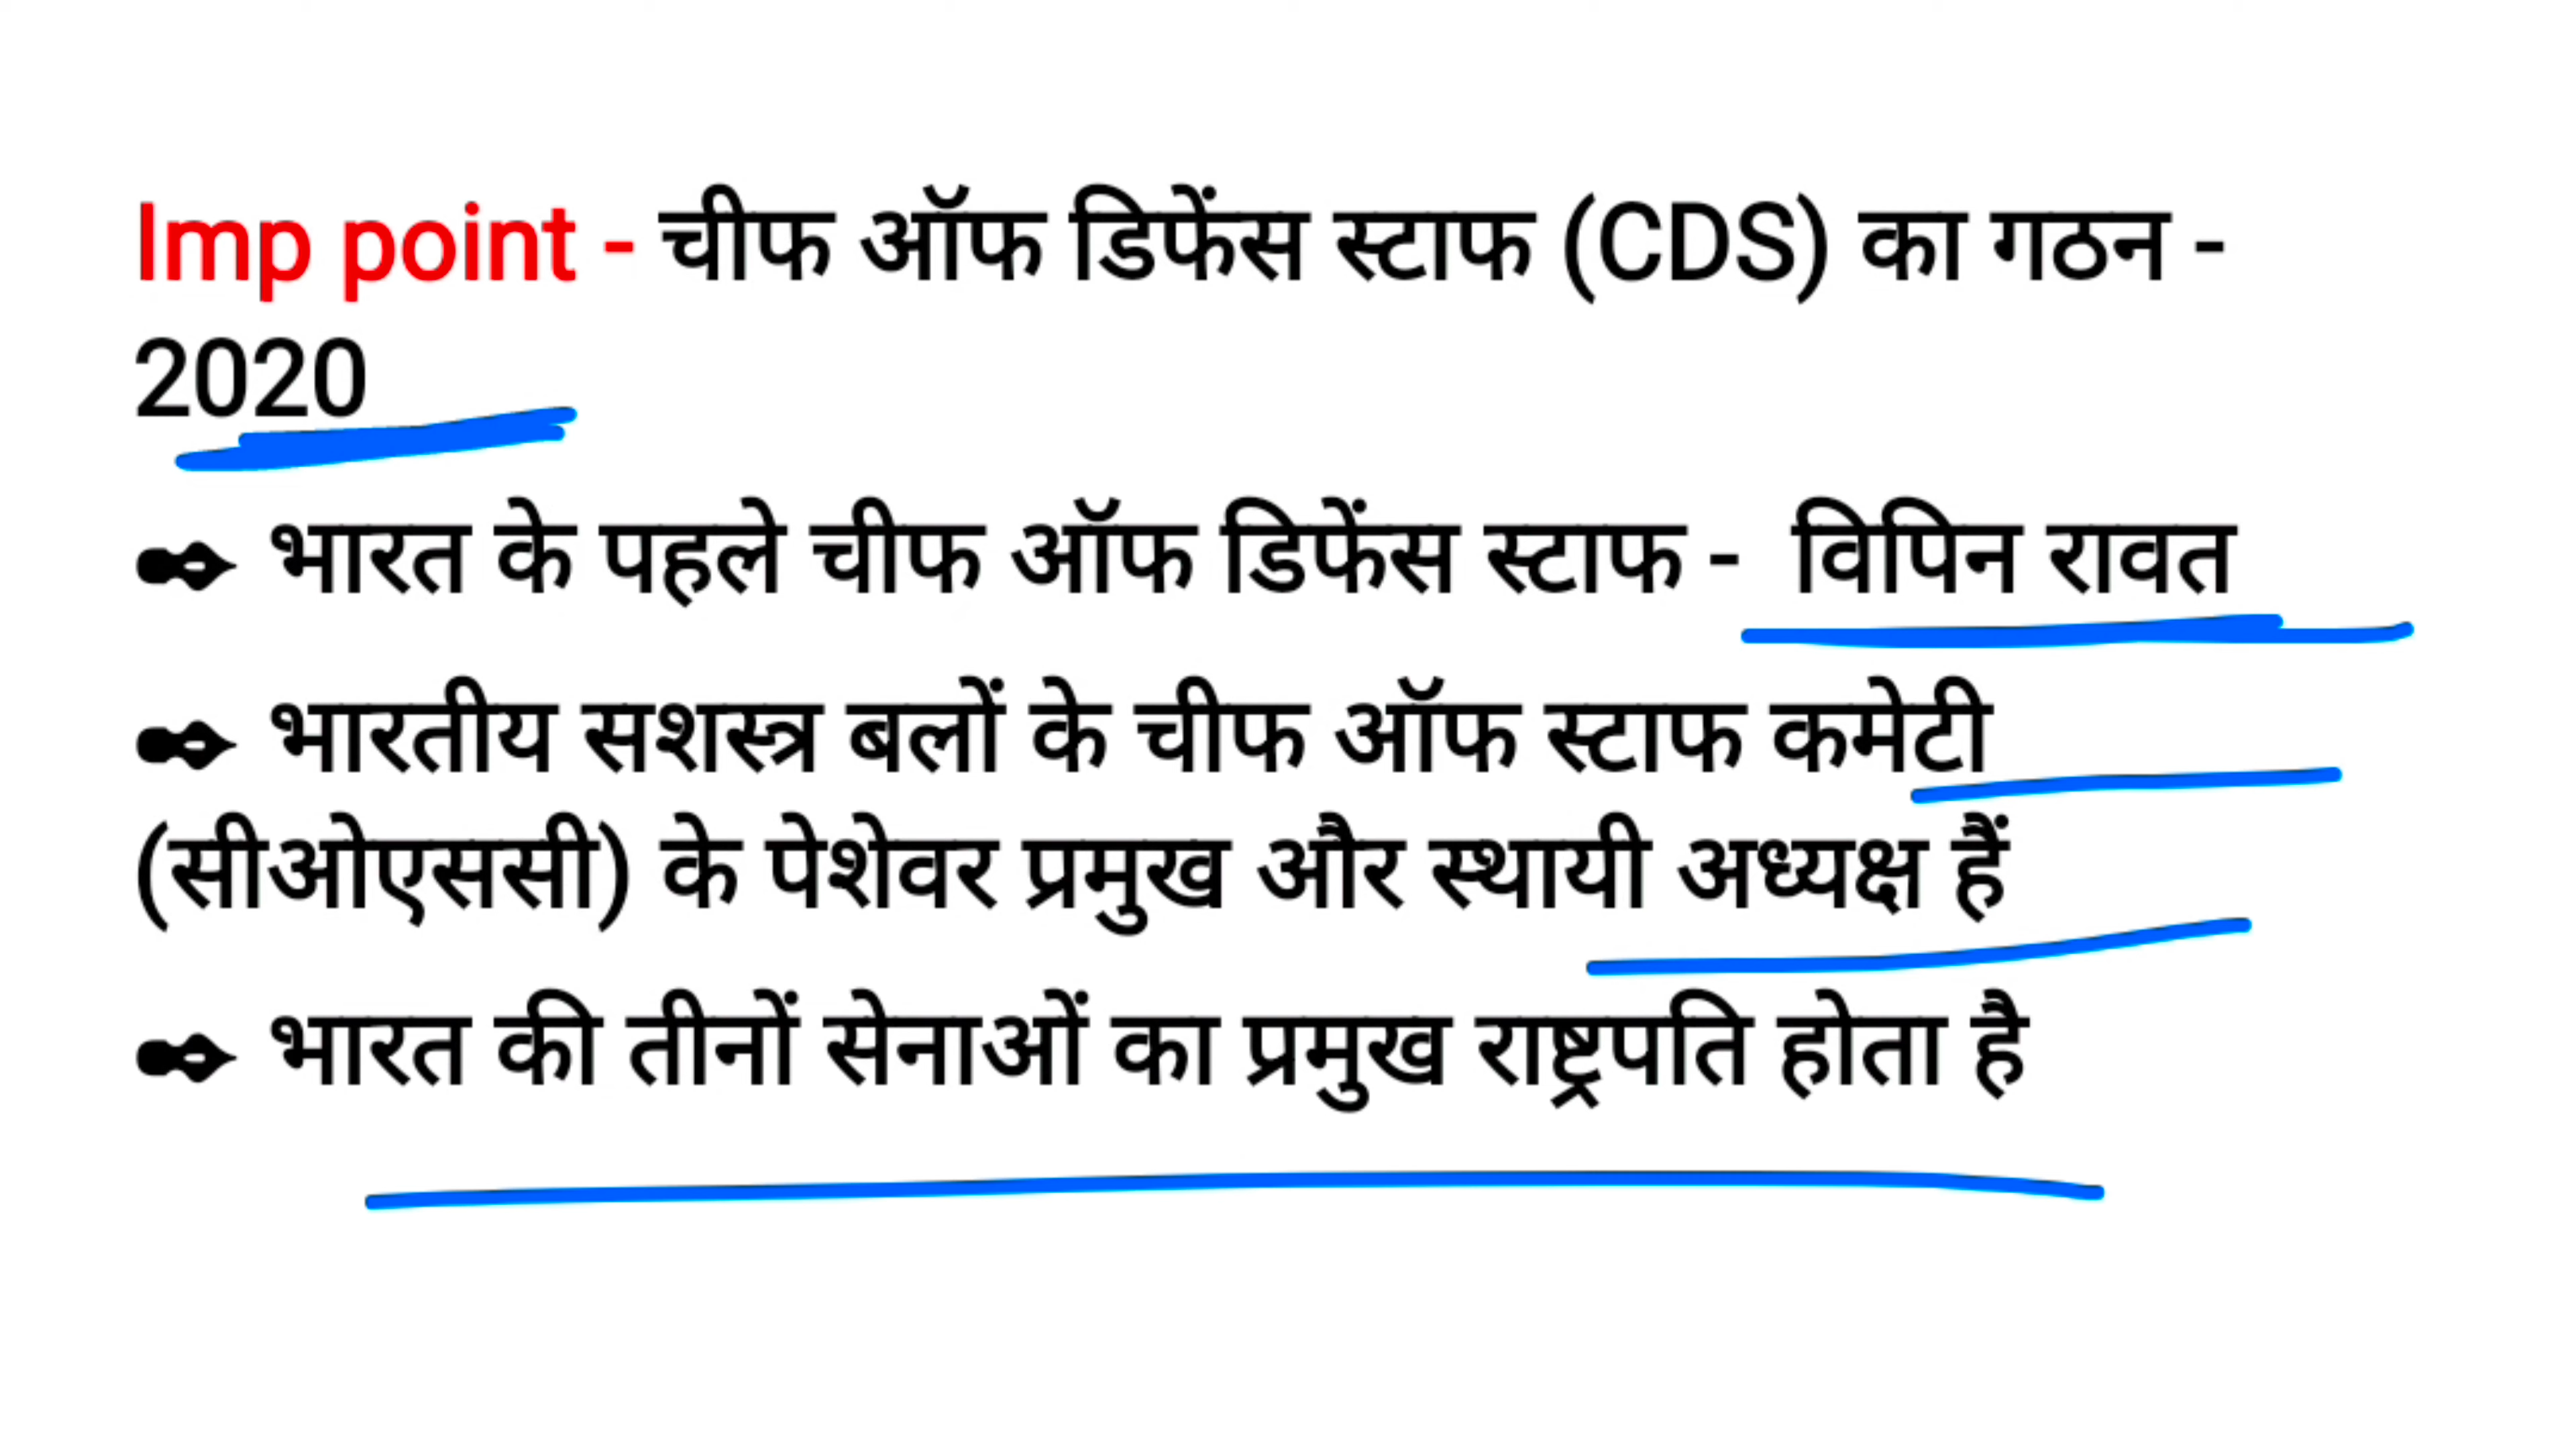 Imp point - चीफ ऑफ डिफेंस स्टाफ (CDS) का गठन -
2020
✒ भारत के पहले चीफ ऑफ डिफेंस स्टाफ - विपिन रावत
✒ भारतीय सशस्त्र बलों के चीफ ऑफ स्टाफ कमेटी
(सीओएससी) के पेशेवर प्रमुख और स्थायी अध्यक्ष हैं
✒ भारत की तीनों सेनाओं का प्रमुख राष्ट्रपति होता है